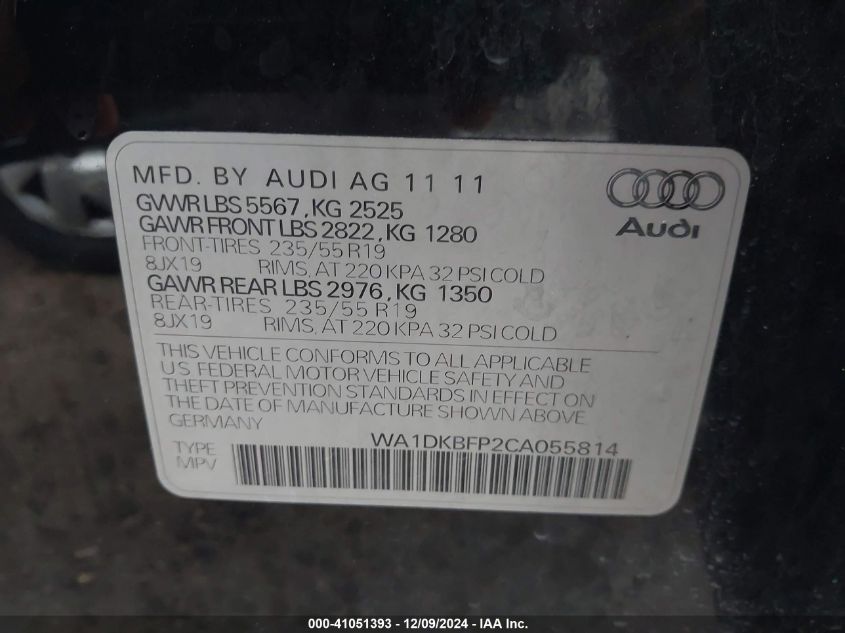 MFD. BY AUDI AG 11 11
GVWR LBS 5567, KG 2525
GAWR FRONT LBS 2822, KG 1280
FRONT-TIRES 235/55 R19
8JX19 RIMS, AT 220 KPA 32 PSI COLD
GAWR REAR LBS 2976, KG 1350
REAR-TIRES 235/55 R19
8JX19 RIMS, AT 220 KPA 32 PSI COLD
Audi
THIS VEHICLE CONFORMS TO ALL APPLICABLE
U.S. FEDERAL MOTOR VEHICLE SAFETY AND
THEFT PREVENTION STANDARDS IN EFFECT ON
THE DATE OF MANUFACTURE SHOWN ABOVE
GERMANY
WA1DKBFP2CA055814
TYPE
MPV
000-41051393 - 12/09/2024 - IAA Inc.